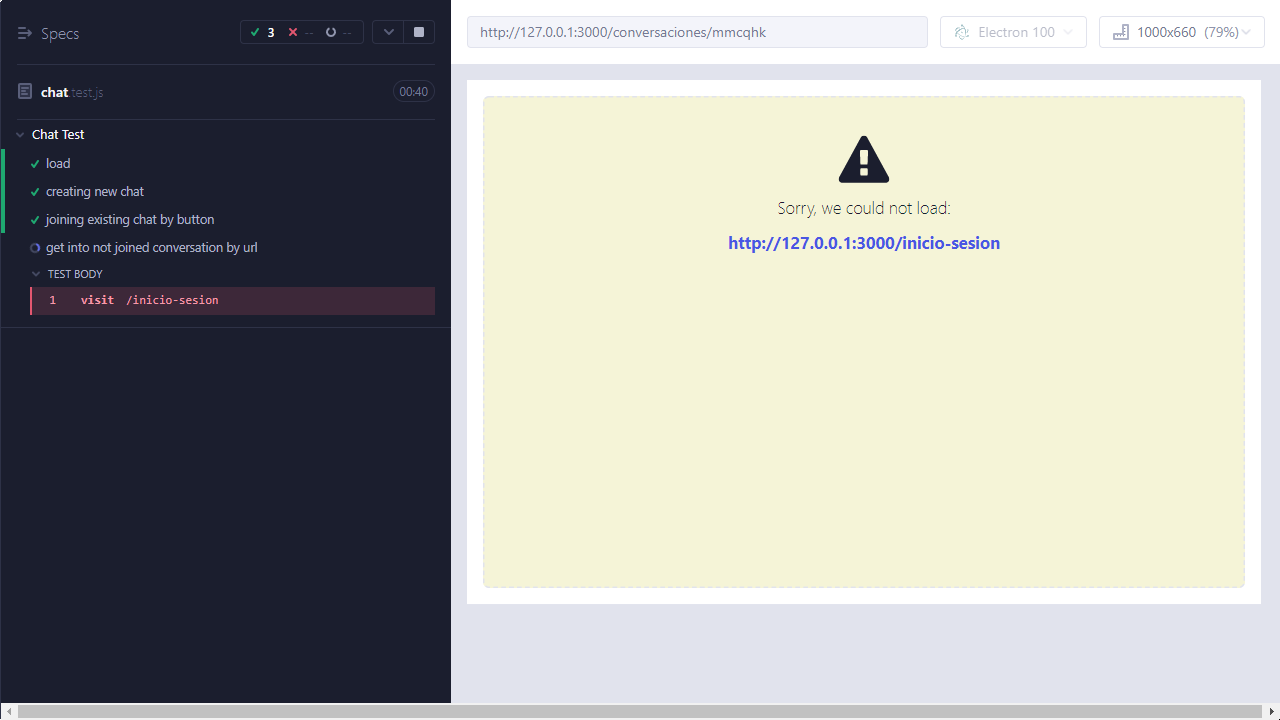 Specs
3 -- --
chat.test.js
00:40
Chat Test
load
creating new chat
joining existing chat by button
get into not joined conversation by url
TEST BODY
1 visit /inicio-sesion
http://127.0.0.1:3000/conversaciones/mmcqhk
Electron 100
1000x660 (79%)
Sorry, we could not load:
http://127.0.0.1:3000/inicio-sesion